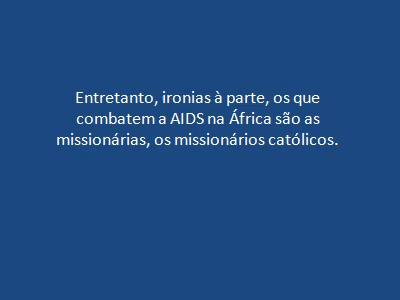 Entretanto, ironias à parte, os que
combatem a AIDS na África são as
missionárias, os missionários católicos.